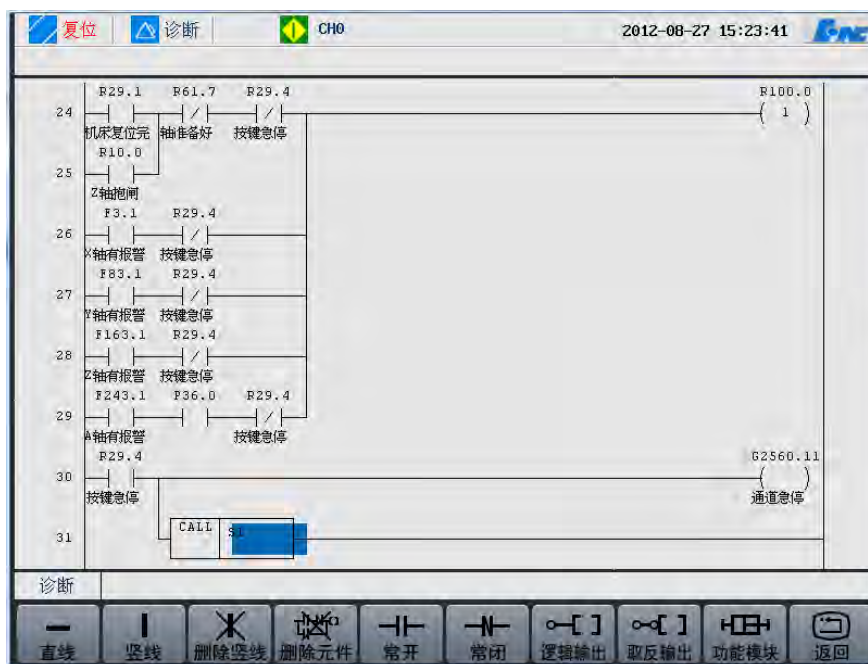 复位 诊断 CH0 2012-08-27 15:23:41
R29.1 R61.7 R29.4 R100.0
24 ( 1 )
机床复位完 轴准备好 按键急停
R10.0
25
Z轴抱闸
F3.1 R29.4
26
X轴有报警 按键急停
F83.1 R29.4
27
Y轴有报警 按键急停
F163.1 R29.4
28
Z轴有报警 按键急停
F243.1 P36.0 R29.4
29
A轴有报警 按键急停
R29.4 G2560.11
30
按键急停 通道急停
CALL S1
31
诊断
直线 竖线 删除竖线 删除元件 常开 常闭 逻辑输出 取反输出 功能模块 返回